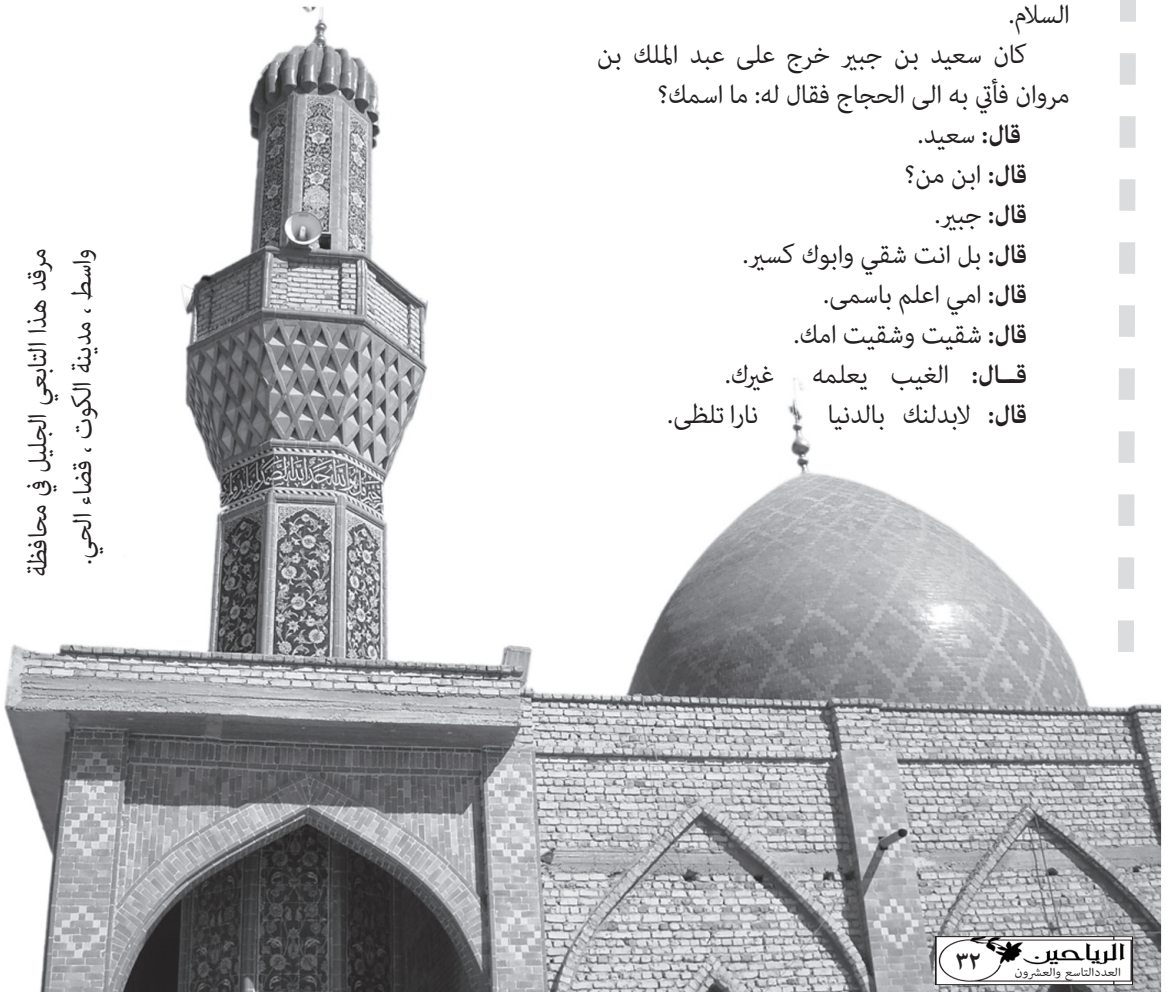 السلام.
كان سعيد بن جبير خرج على عبد الملك بن
مروان فأتي به الى الحجاج فقال له: ما اسمك؟
قال: سعيد.
قال: ابن من؟
قال: جبير.
قال: بل انت شقي وابوك كسير.
قال: امي اعلم باسمى.
قال: شقيت وشقيت امك.
قــال: الغيب يعلمه غيرك.
قال: لابدلنك بالدنيا نارا تلظى.
مرقد هذا التابعي الجليل في محافظة
واسط ، مدينة الكوت ، قضاء الحي.
الرياحين
العدد التاسع والعشرون
٣٢